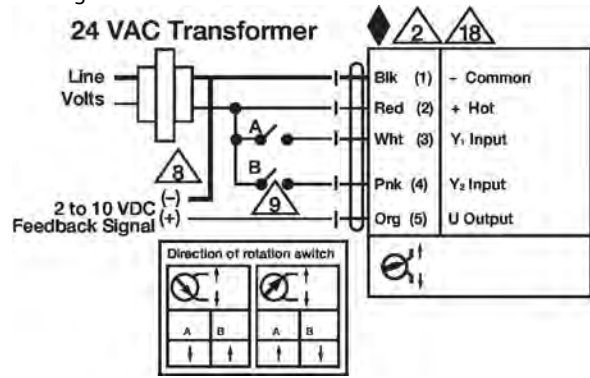 24 VAC Transformer
2 18
Line
Volts
Blk (1) - Common
Red (2) + Hot
A
Wht (3) Y₁ Input
8
B
Pnk (4) Y₂ Input
9
2 to 10 VDC (-)
Feedback Signal (+)
Org (5) U Output
Direction of rotation switch
A B A B